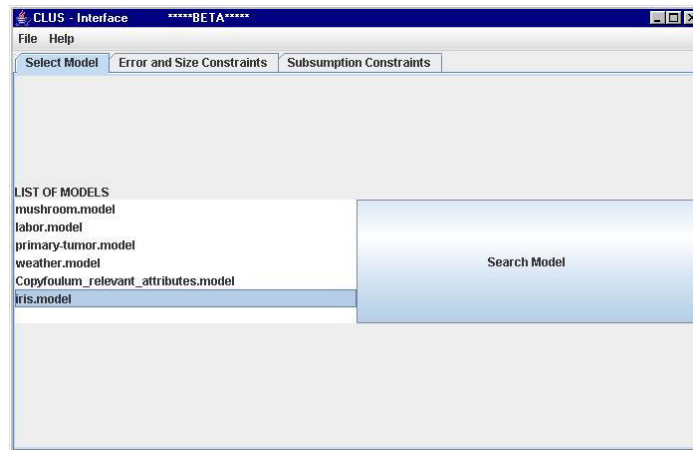 CLUS - Interface *****BETA*****
File Help
Select Model Error and Size Constraints Subsumption Constraints
LIST OF MODELS
mushroom.model
labor.model
primary-tumor.model
weather.model
Copyfoulum_relevant_attributes.model
iris.model
Search Model